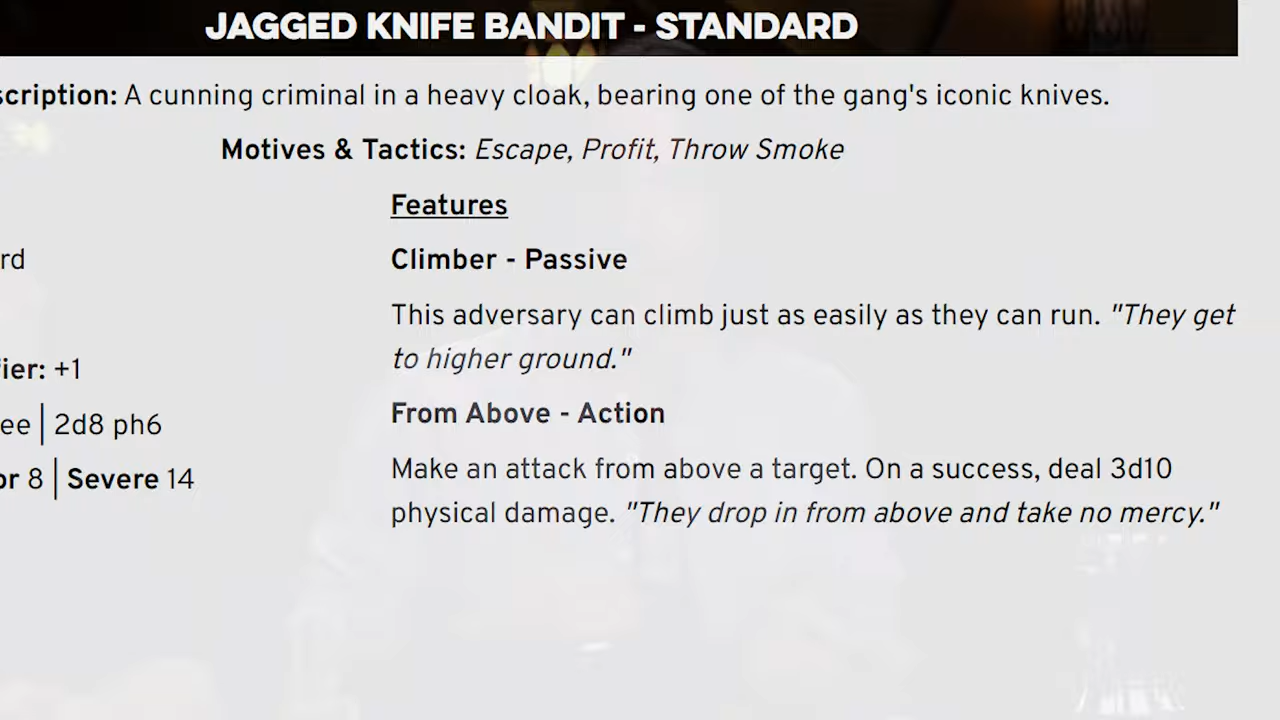 JAGGED KNIFE BANDIT - STANDARD
scription: A cunning criminal in a heavy cloak, bearing one of the gang's iconic knives.
Motives & Tactics: Escape, Profit, Throw Smoke
Features
rd
Climber - Passive
This adversary can climb just as easily as they can run. "They get
to higher ground."
fier: +1
From Above - Action
ee | 2d8 ph6
Make an attack from above a target. On a success, deal 3d10
or 8 | Severe 14
physical damage. "They drop in from above and take no mercy."